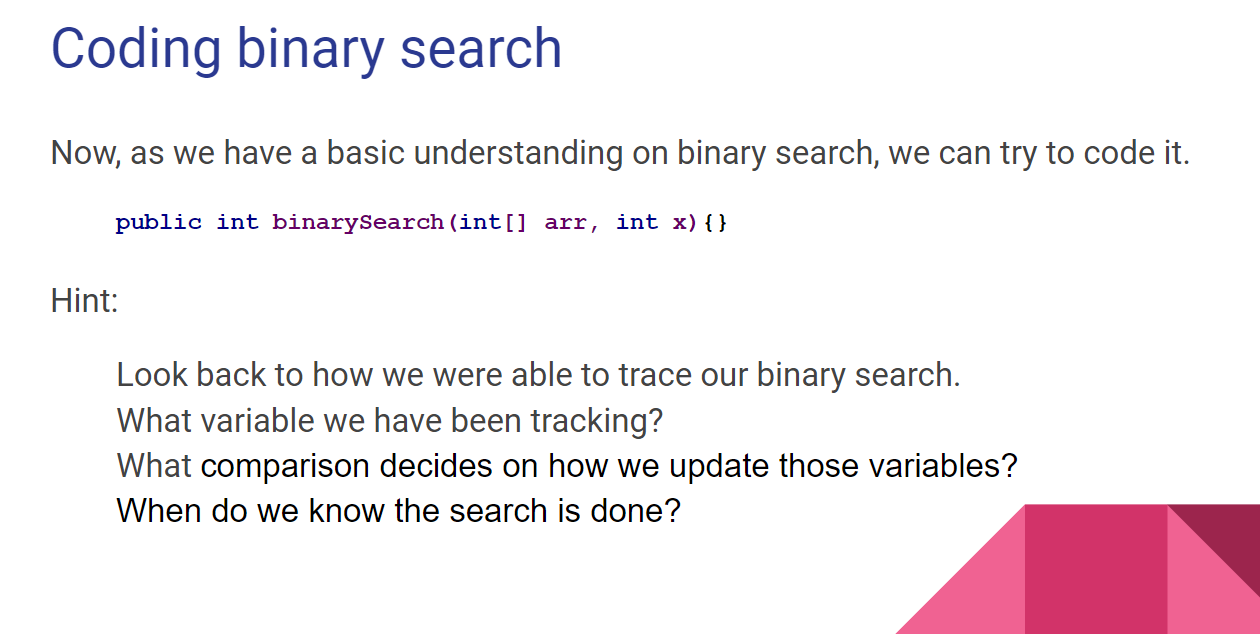 Coding binary search
Now, as we have a basic understanding on binary search, we can try to code it.
public int binarySearch(int[] arr, int x){}
Hint:
Look back to how we were able to trace our binary search.
What variable we have been tracking?
What comparison decides on how we update those variables?
When do we know the search is done?